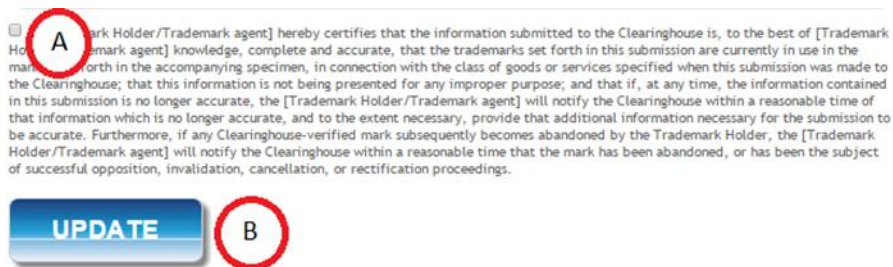 A
ark Holder/Trademark agent] hereby certifies that the information submitted to the Clearinghouse is, to the best of [Trademark
Ho emark agent] knowledge, complete and accurate, that the trademarks set forth in this submission are currently in use in the
man orth in the accompanying specimen, in connection with the class of goods or services specified when this submission was made to
the Clearinghouse; that this information is not being presented for any improper purpose; and that if, at any time, the information contained
in this submission is no longer accurate, the [Trademark Holder/Trademark agent] will notify the Clearinghouse within a reasonable time of
that information which is no longer accurate, and to the extent necessary, provide that additional information necessary for the submission to
be accurate. Furthermore, if any Clearinghouse-verified mark subsequently becomes abandoned by the Trademark Holder, the [Trademark
Holder/Trademark agent] will notify the Clearinghouse within a reasonable time that the mark has been abandoned, or has been the subject
of successful opposition, invalidation, cancellation, or rectification proceedings.
UPDATE
B